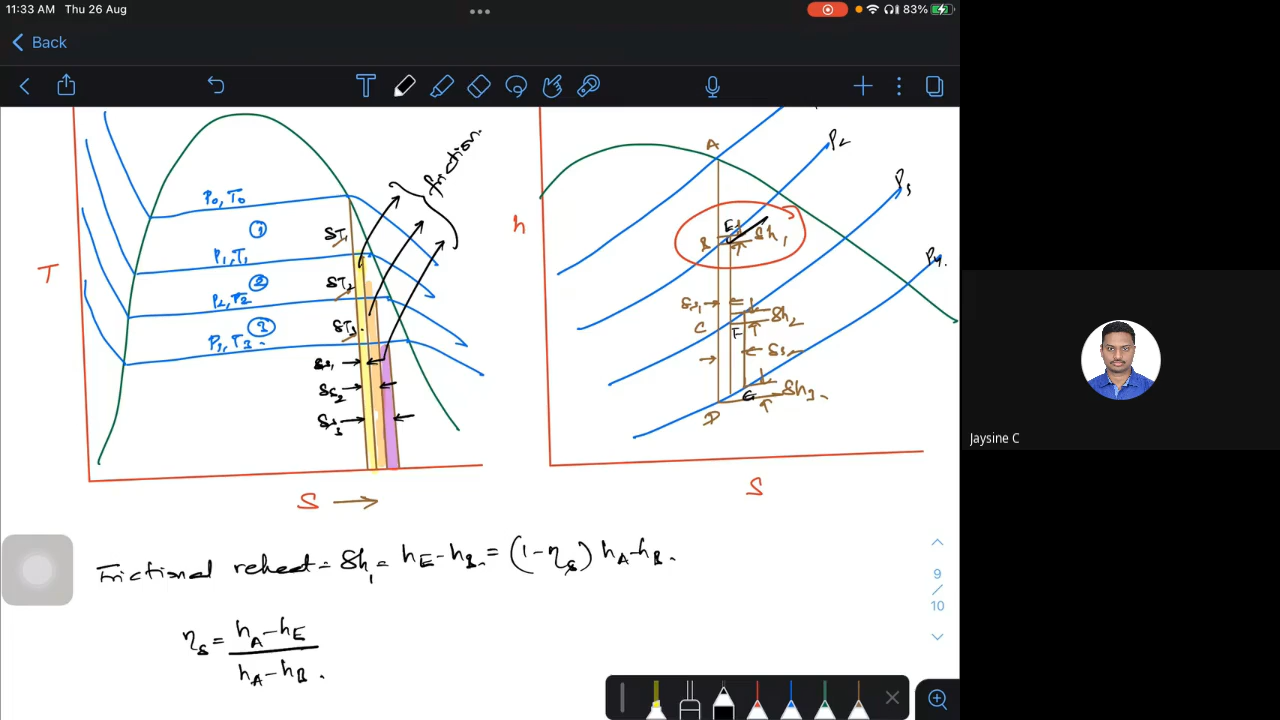 11:33 AM Thu 26 Aug
83%
Back
T
friction.
P₀, T₀
①
δT₁
P₁, T₁
②
δT₂
P₂, T₂
③
δT₃.
P₃, T₃.
δs₁
δs₂
δs₃
S →
h
A
P₂
P₃
P₄.
E
B
δh₁
δs₁
C
F
δh₂
δs₂
G
δh₃.
D
S
Frictional reheat = δh₁ = hE - hB. = (1 - ηs) hA - hB.
ηs = hA - hE
hA - hB.
9
/
10
Jaysine C